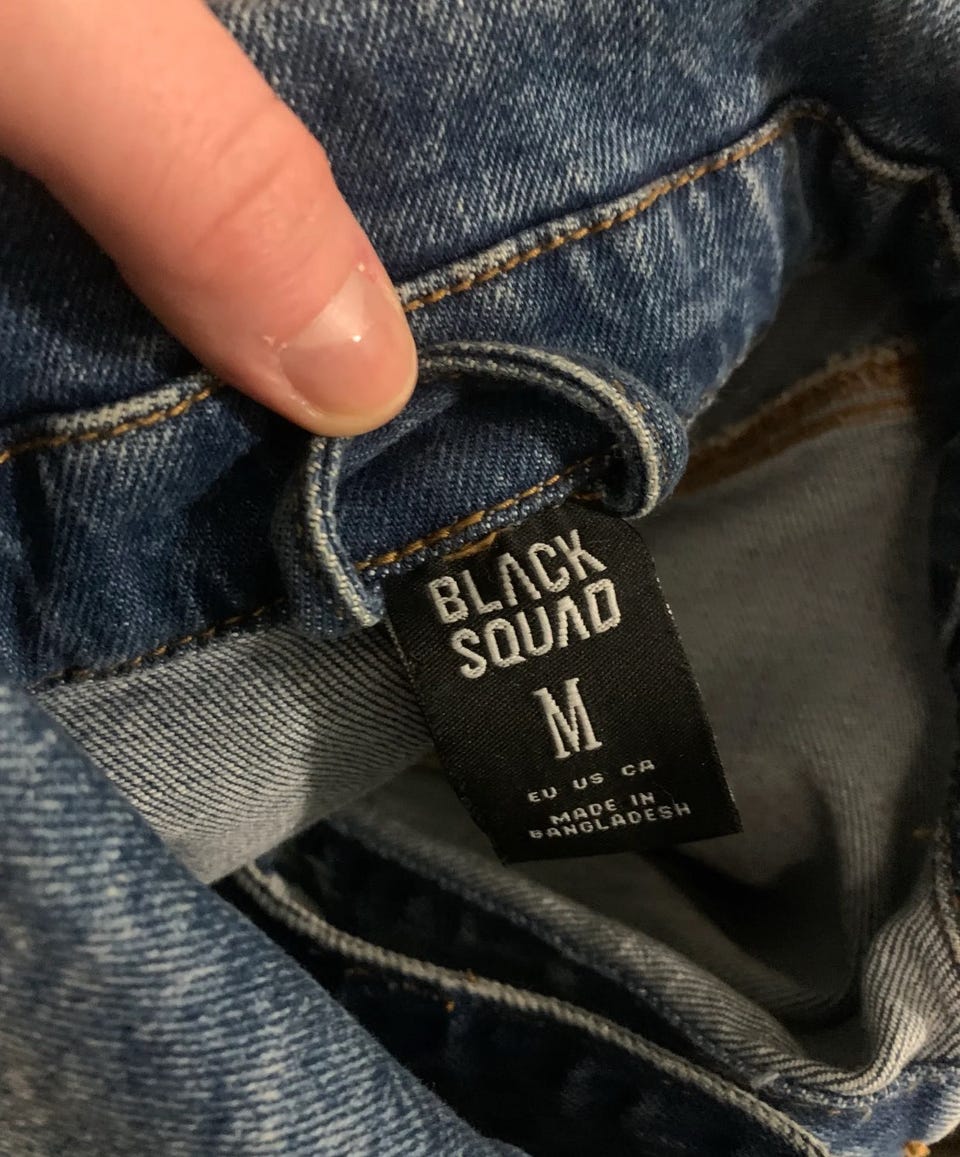 BLACK
SQUAD
M
EU US CA
MADE IN
BANGLADESH